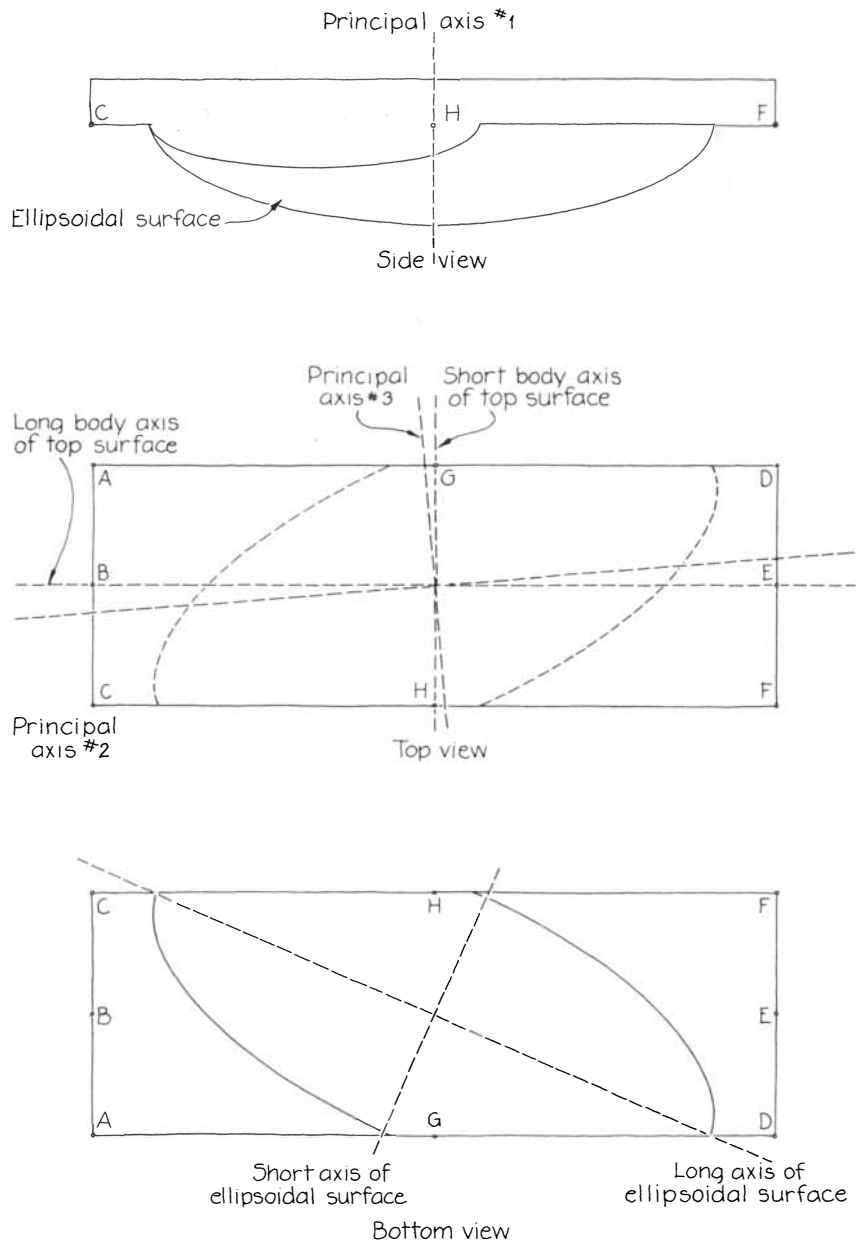 Principal axis #1
C
H
F
Ellipsoidal surface
Side view
Principal
axis #3
Short body axis
of top surface
Long body axis
of top surface
A
G
D
B
E
C
H
F
Principal
axis #2
Top view
C
H
F
B
E
A
G
D
Short axis of
ellipsoidal surface
Long axis of
ellipsoidal surface
Bottom view